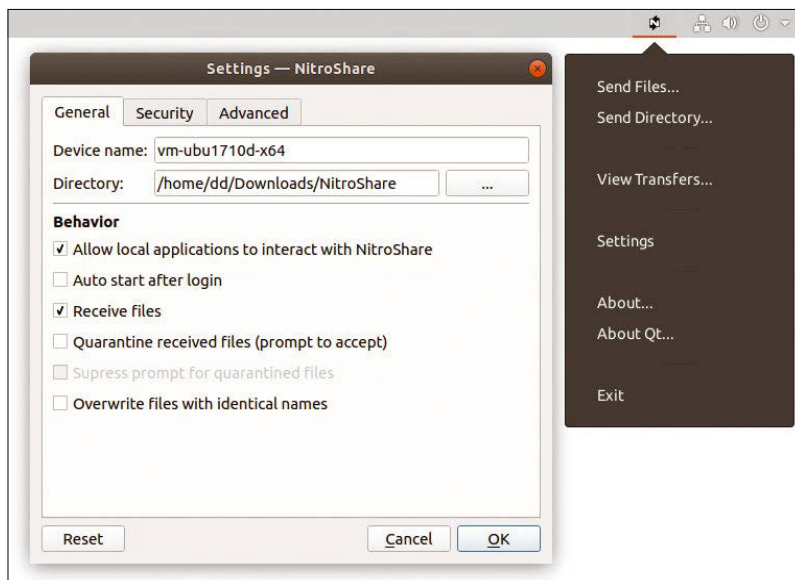 Settings — NitroShare
General Security Advanced
Device name: vm-ubu1710d-x64
Directory: /home/dd/Downloads/NitroShare ...
Behavior
Allow local applications to interact with NitroShare
Auto start after login
Receive files
Quarantine received files (prompt to accept)
Supress prompt for quarantined files
Overwrite files with identical names
Reset Cancel OK
Send Files...
Send Directory...
View Transfers...
Settings
About...
About Qt...
Exit